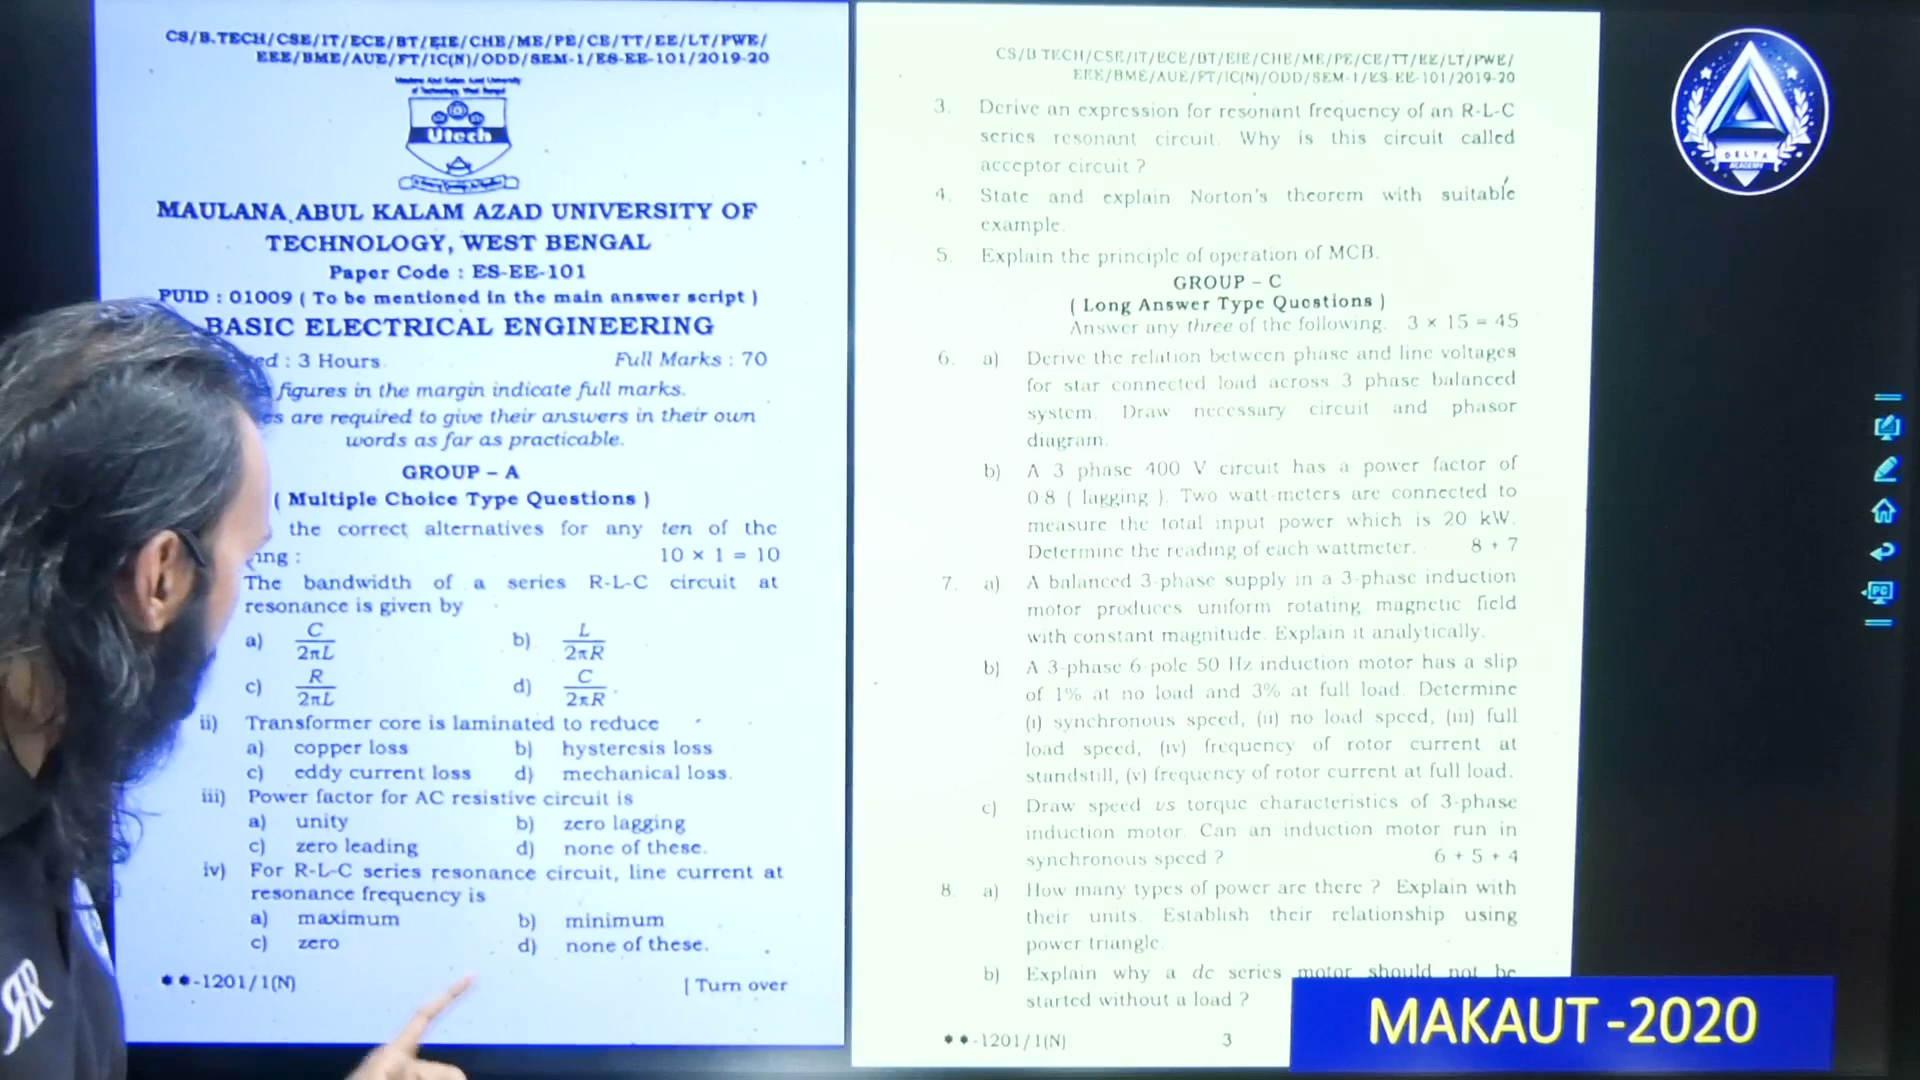 CS/B.TECH/CSE/IT/ECE/BT/EIE/CHE/ME/PE/CE/TT/EE/LT/PWE/
EEE/BME/AUE/FT/IC(N)/ODD/SEM-1/ES-EE-101/2019-20
Maulana Abul Kalam Azad University
of Technology, West Bengal
Utech
MAULANA ABUL KALAM AZAD UNIVERSITY OF
TECHNOLOGY, WEST BENGAL
Paper Code : ES-EE-101
PUID : 01009 ( To be mentioned in the main answer script )
BASIC ELECTRICAL ENGINEERING
: 3 Hours Full Marks : 70
figures in the margin indicate full marks.
are required to give their answers in their own
words as far as practicable.
GROUP – A
( Multiple Choice Type Questions )
the correct alternatives for any ten of the
: 10 × 1 = 10
The bandwidth of a series R-L-C circuit at
resonance is given by
a) C/2πL b) L/2πR
c) R/2πL d) C/2πR .
ii) Transformer core is laminated to reduce
a) copper loss b) hysteresis loss
c) eddy current loss d) mechanical loss.
iii) Power factor for AC resistive circuit is
a) unity b) zero lagging
c) zero leading d) none of these.
iv) For R-L-C series resonance circuit, line current at
resonance frequency is
a) maximum b) minimum
c) zero d) none of these.
**-1201/1(N) [ Turn over
CS/B TECH/CSE/IT/ECE/BT/EIE/CHE/ME/PE/CE/TT/EE/LT/PWE/
EEE/BME/AUE/FT/IC(N)/ODD/SEM-1/ES-EE-101/2019-20
3. Derive an expression for resonant frequency of an R-L-C
series resonant circuit. Why is this circuit called
acceptor circuit ?
4. State and explain Norton's theorem with suitable
example.
5. Explain the principle of operation of MCB.
GROUP – C
( Long Answer Type Questions )
Answer any three of the following. 3 × 15 = 45
6. a) Derive the relation between phase and line voltages
for star connected load across 3 phase balanced
system. Draw necessary circuit and phasor
diagram.
b) A 3 phase 400 V circuit has a power factor of
0.8 ( lagging ). Two watt-meters are connected to
measure the total input power which is 20 kW.
Determine the reading of each wattmeter. 8 + 7
7. a) A balanced 3-phase supply in a 3-phase induction
motor produces uniform rotating magnetic field
with constant magnitude. Explain it analytically.
b) A 3-phase 6 pole 50 Hz induction motor has a slip
of 1% at no load and 3% at full load. Determine
(i) synchronous speed, (ii) no load speed, (iii) full
load speed, (iv) frequency of rotor current at
standstill, (v) frequency of rotor current at full load.
c) Draw speed vs torque characteristics of 3-phase
induction motor. Can an induction motor run in
synchronous speed ? 6 + 5 + 4
8. a) How many types of power are there ? Explain with
their units. Establish their relationship using
power triangle.
b) Explain why a dc series motor should not be
started without a load ?
**-1201/1(N) 3
MAKAUT -2020
DELTA
ACADEMY
PC
RR